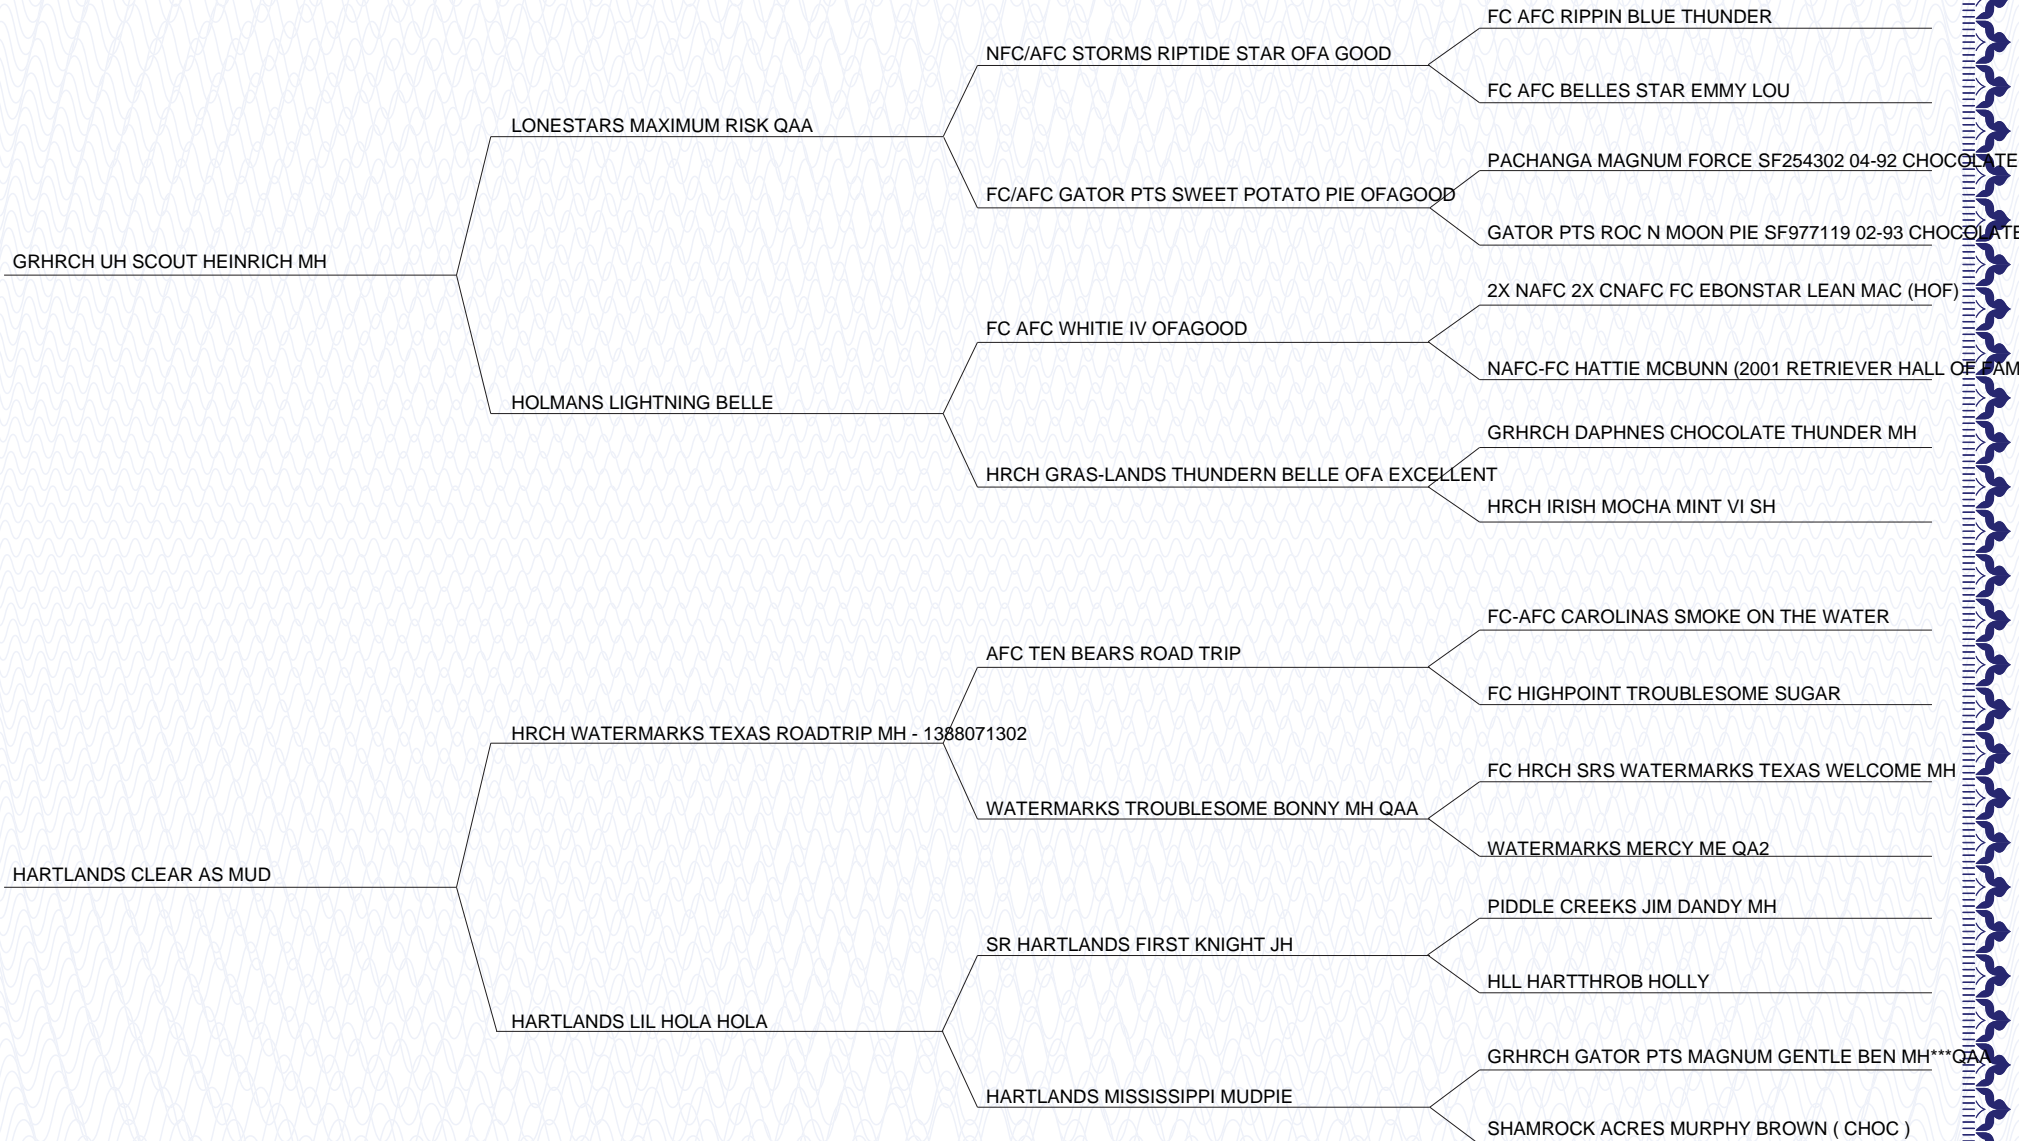 FC AFC RIPPIN BLUE THUNDER
NFC/AFC STORMS RIPTIDE STAR OFA GOOD
FC AFC BELLES STAR EMMY LOU
LONESTARS MAXIMUM RISK QAA
PACHANGA MAGNUM FORCE SF254302 04-92 CHOCOLATE
FC/AFC GATOR PTS SWEET POTATO PIE OFAGOOD
GATOR PTS ROC N MOON PIE SF977119 02-93 CHOCOLATE
GRHRCH UH SCOUT HEINRICH MH
2X NAFC 2X CNAFC FC EBONSTAR LEAN MAC (HOF)
FC AFC WHITIE IV OFAGOOD
NAFC-FC HATTIE MCBUNN (2001 RETRIEVER HALL OF FAM
HOLMANS LIGHTNING BELLE
GRHRCH DAPHNES CHOCOLATE THUNDER MH
HRCH GRAS-LANDS THUNDERN BELLE OFA EXCELLENT
HRCH IRISH MOCHA MINT VI SH
FC-AFC CAROLINAS SMOKE ON THE WATER
AFC TEN BEARS ROAD TRIP
FC HIGHPOINT TROUBLESOME SUGAR
HRCH WATERMARKS TEXAS ROADTRIP MH - 1388071302
FC HRCH SRS WATERMARKS TEXAS WELCOME MH
WATERMARKS TROUBLESOME BONNY MH QAA
WATERMARKS MERCY ME QA2
HARTLANDS CLEAR AS MUD
PIDDLE CREEKS JIM DANDY MH
SR HARTLANDS FIRST KNIGHT JH
HLL HARTTHROB HOLLY
HARTLANDS LIL HOLA HOLA
GRHRCH GATOR PTS MAGNUM GENTLE BEN MH***QAA
HARTLANDS MISSISSIPPI MUDPIE
SHAMROCK ACRES MURPHY BROWN ( CHOC )